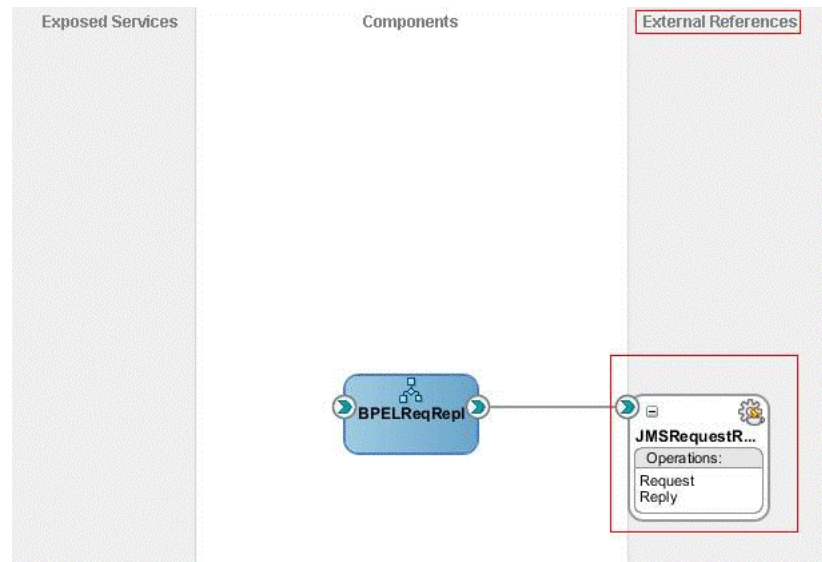 Exposed Services
Components
External References
BPELReqRepl
JMSRequestR...
Operations:
Request
Reply